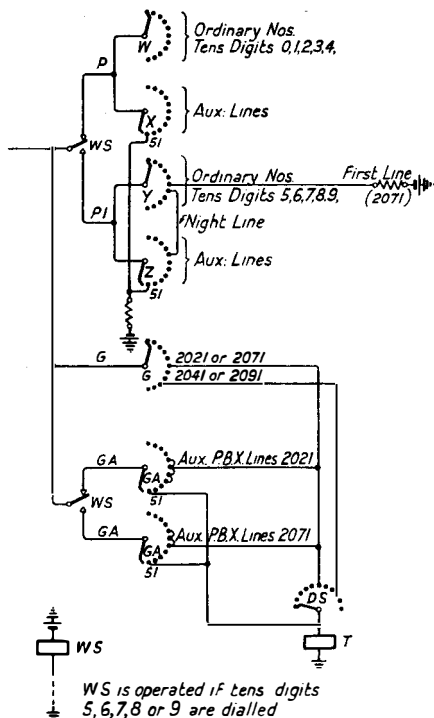 W
Ordinary Nos.
Tens Digits 0,1,2,3,4,
P
X
Aux: Lines
51
WS
Y
Ordinary Nos.
Tens Digits 5,6,7,8,9,
First Line
(2071)
P1
Night Line
Z
Aux: Lines
51
G
G
2021 or 2071
2041 or 2091
GA
GA
Aux. P.B.X. Lines 2021
51
WS
GA
GA
Aux. P.B.X. Lines 2071
51
DS
WS
T
WS is operated if tens digits
5,6,7,8 or 9 are dialled